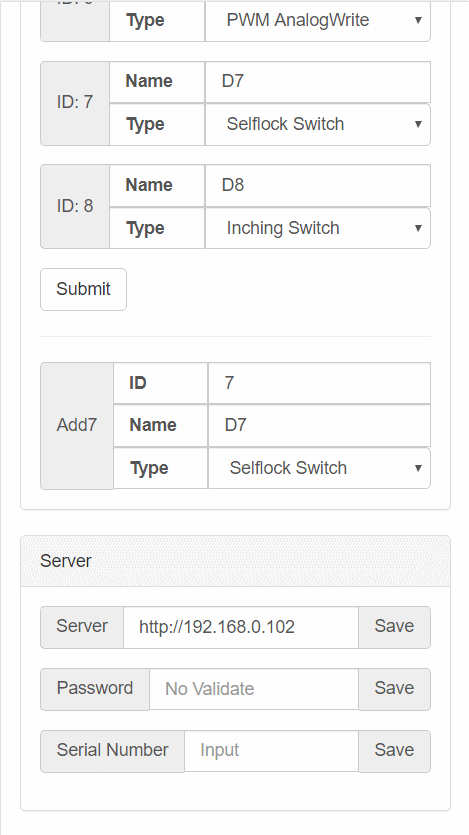 Type PWM AnalogWrite
ID: 7
Name D7
Type Selflock Switch
ID: 8
Name D8
Type Inching Switch
Submit
Add7
ID 7
Name D7
Type Selflock Switch
Server
Server http://192.168.0.102 Save
Password No Validate Save
Serial Number Input Save